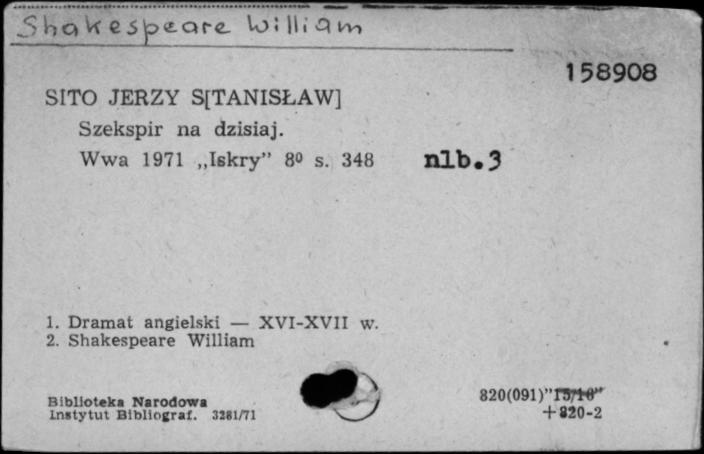 Shakespeare William
158908
SITO JERZY S[TANISŁAW]
Szekspir na dzisiaj.
Wwa 1971 „Iskry” 8º s. 348 nlb.3
1. Dramat angielski — XVI-XVII w.
2. Shakespeare William
Biblioteka Narodowa
Instytut Bibliograf. 3281/71
820(091)”15/16”
+820-2